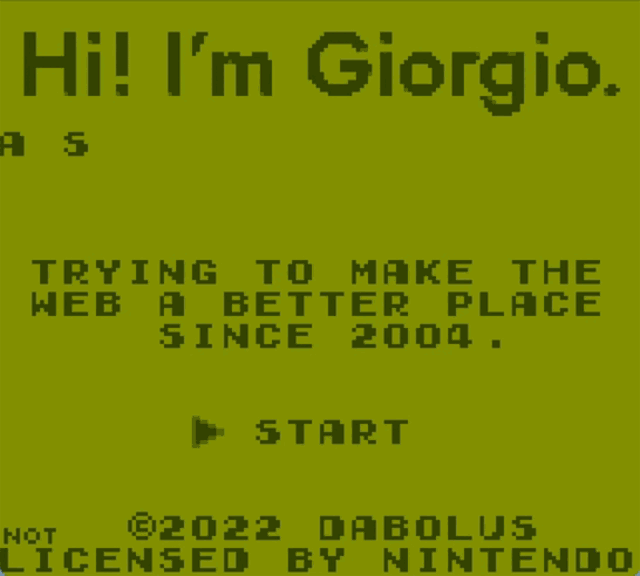 Hi! I'm Giorgio.
A S
TRYING TO MAKE THE
WEB A BETTER PLACE
SINCE 2004.
START
©2022 DABOLUS
NOT
LICENSED BY NINTENDO